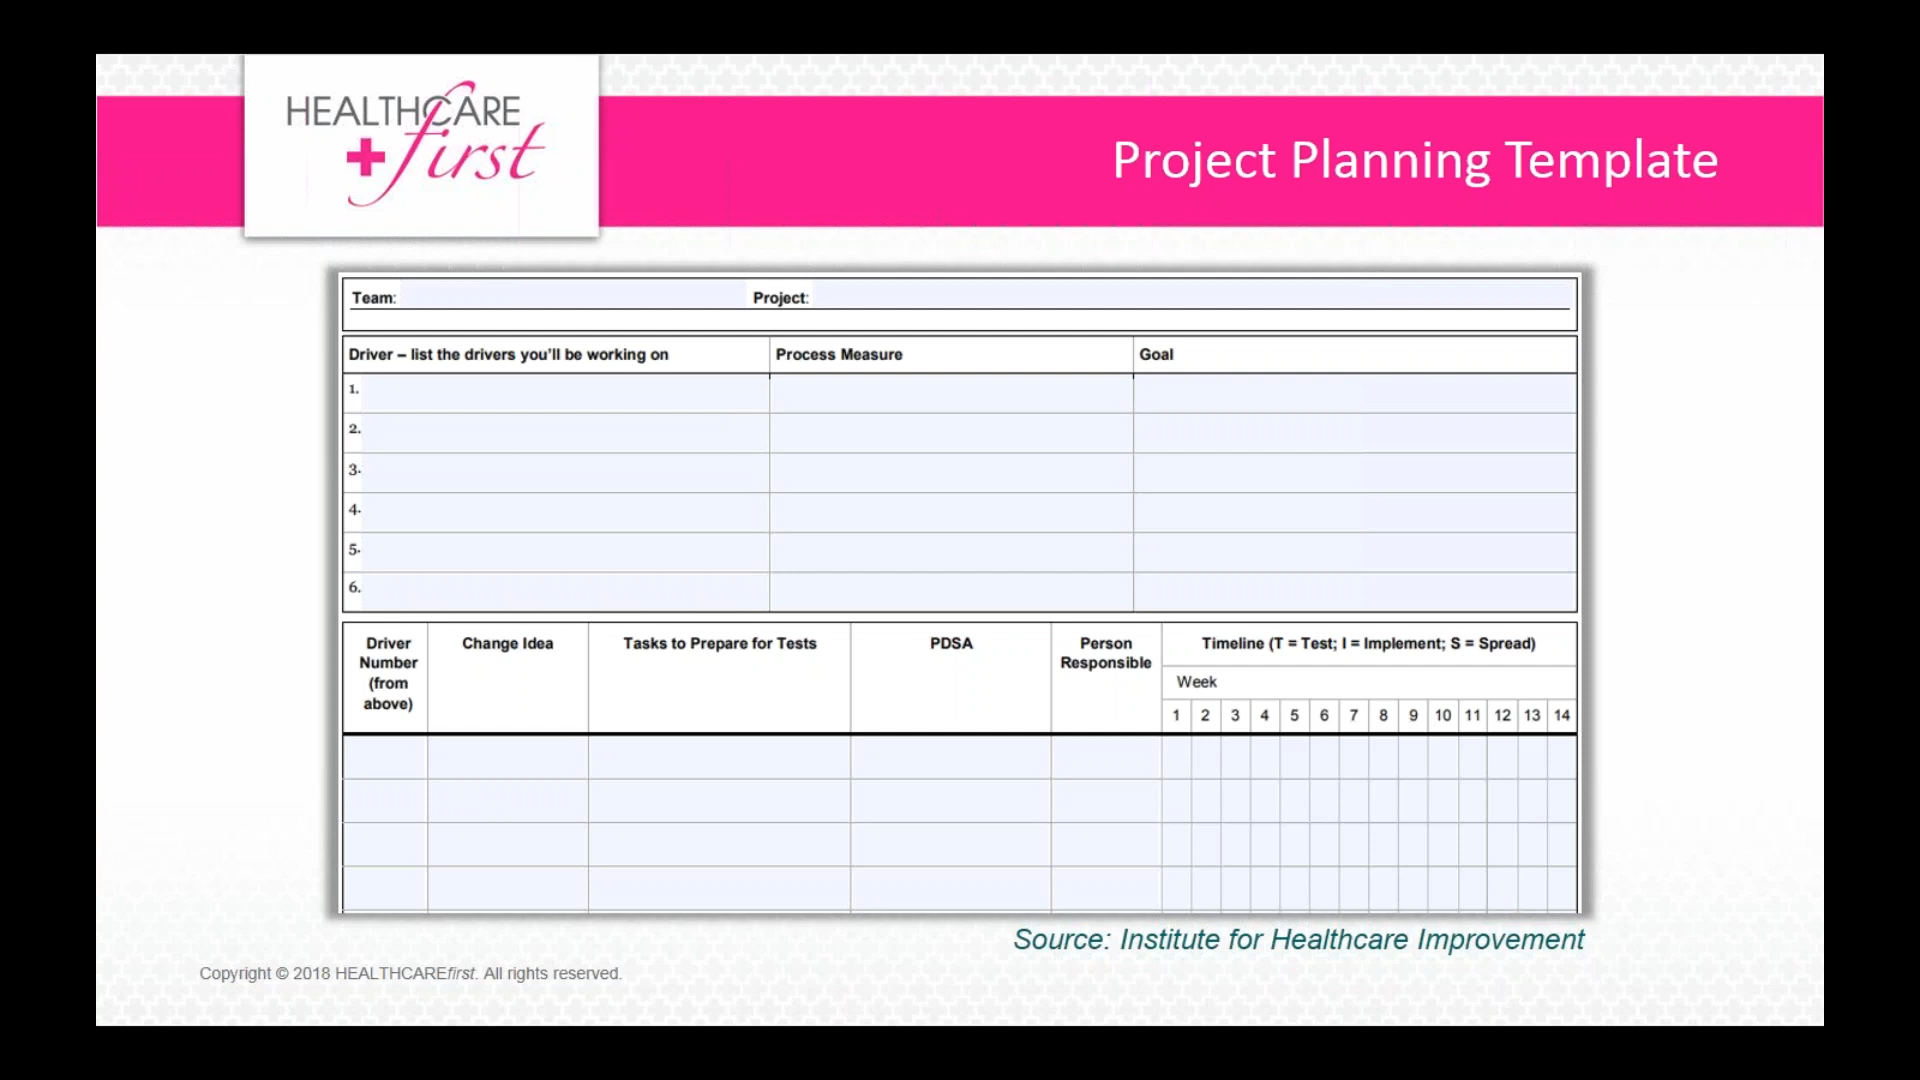 HEALTHCARE
first
Project Planning Template
Team: Project:
Driver – list the drivers you'll be working on Process Measure Goal
1.
2.
3.
4.
5.
6.
Driver Number (from above) Change Idea Tasks to Prepare for Tests PDSA Person Responsible Timeline (T = Test; I = Implement; S = Spread)
Week
1 2 3 4 5 6 7 8 9 10 11 12 13 14
Source: Institute for Healthcare Improvement
Copyright © 2018 HEALTHCAREfirst. All rights reserved.